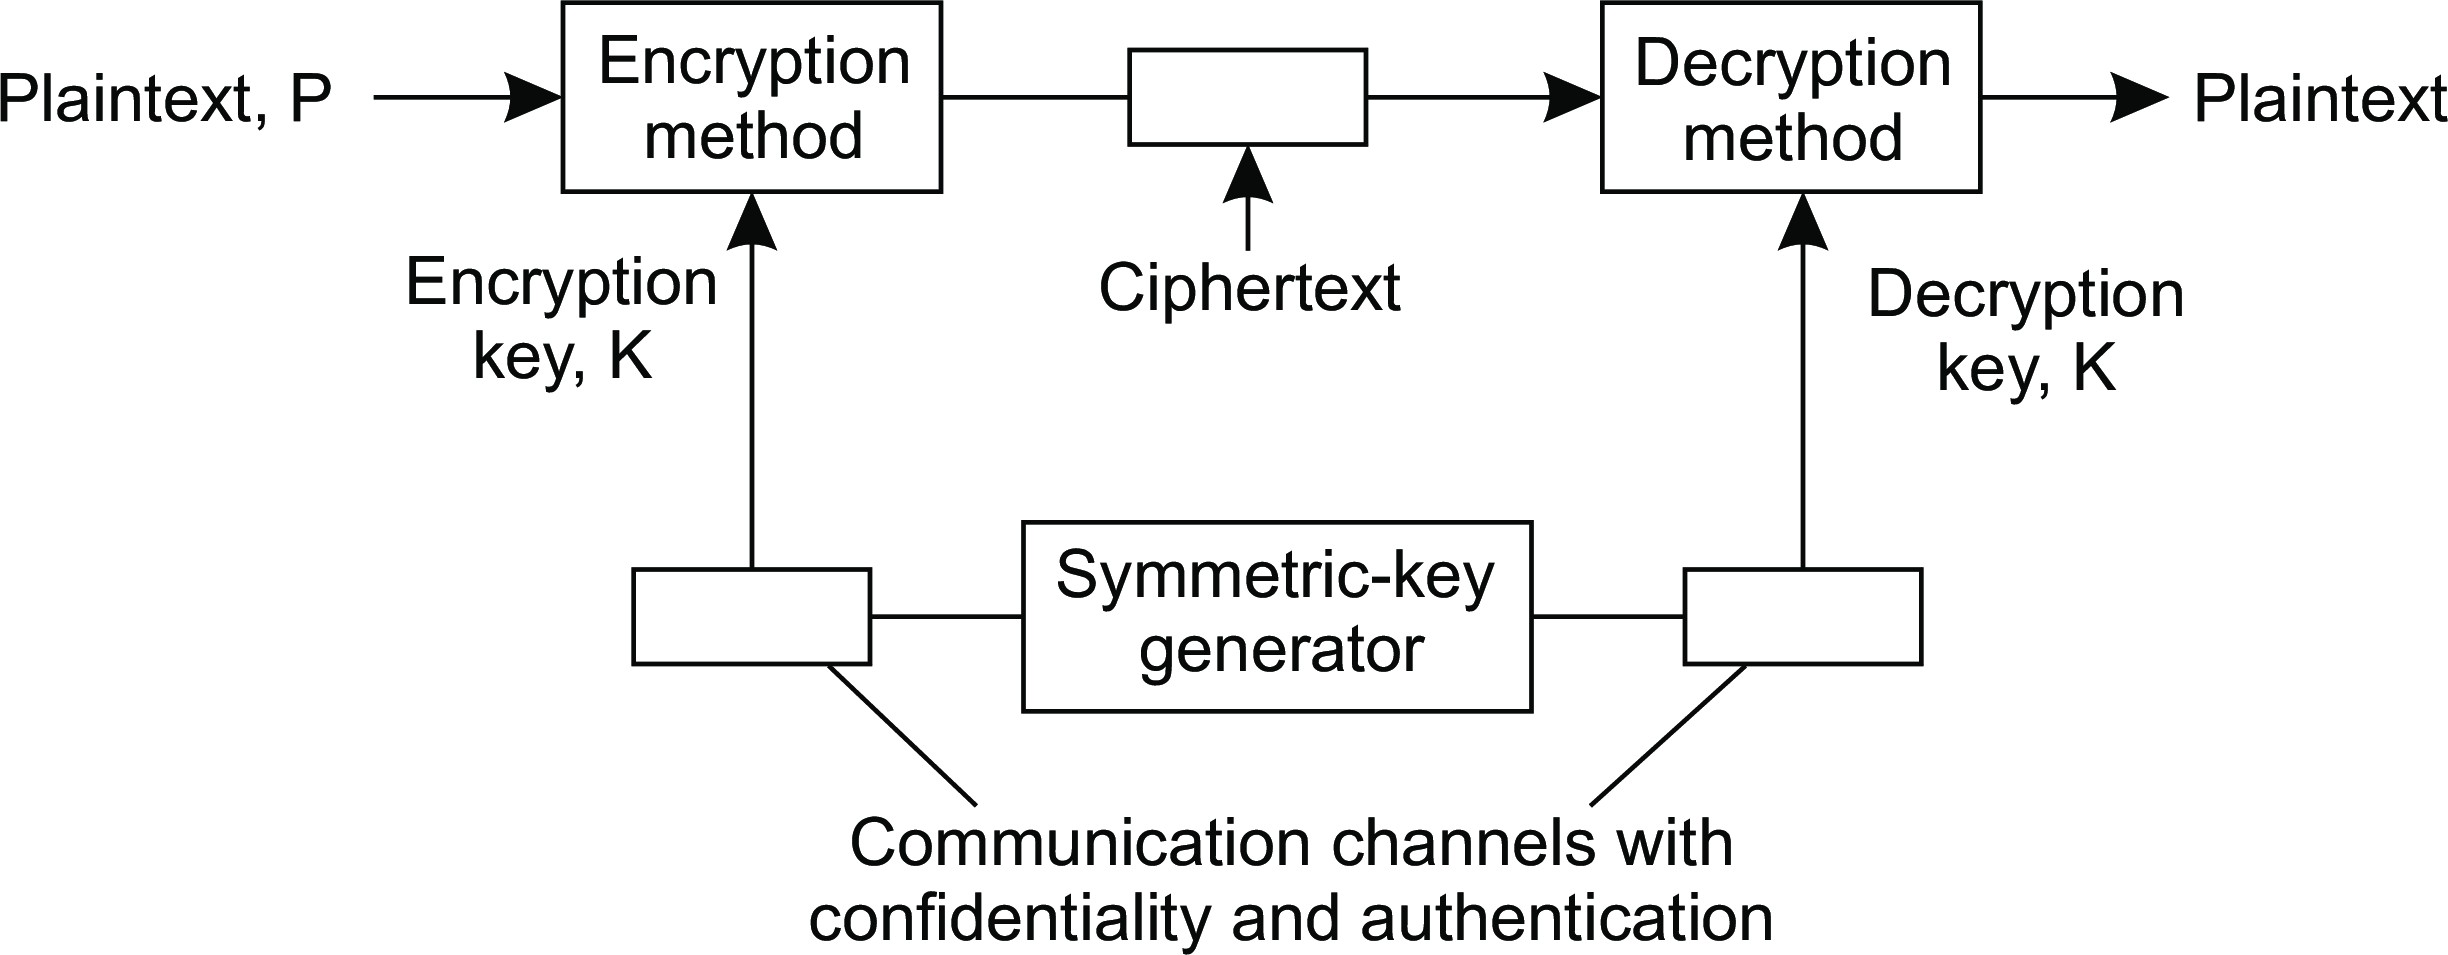 Plaintext, P
Encryption
method
Decryption
method
Plaintext
Encryption
key, K
Ciphertext
Decryption
key, K
Symmetric-key
generator
Communication channels with
confidentiality and authentication